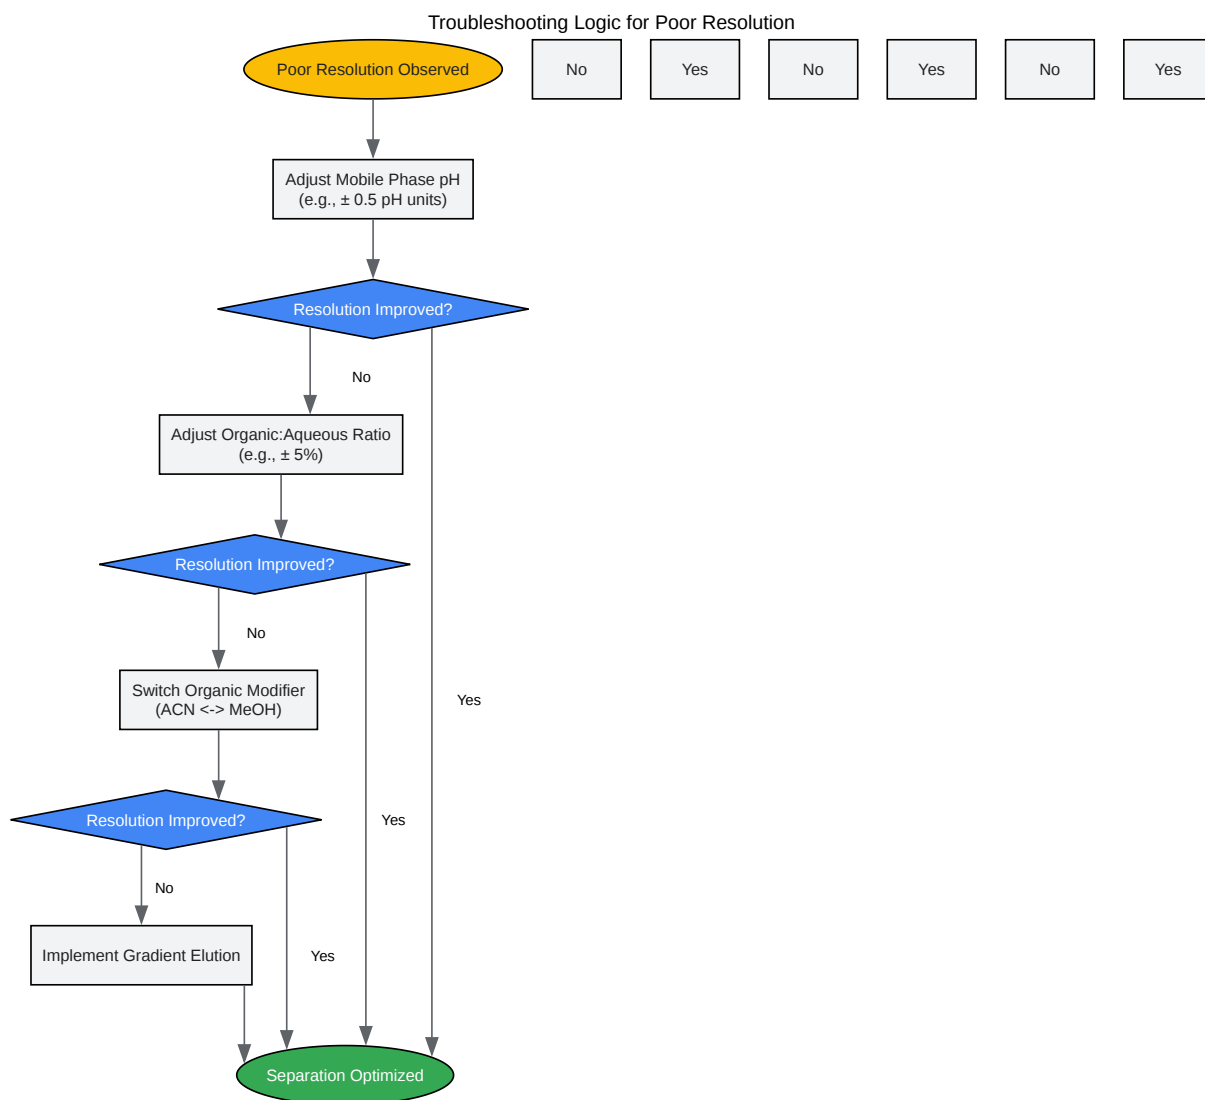 Troubleshooting Logic for Poor Resolution
Poor Resolution Observed
No
Yes
No
Yes
No
Yes
Adjust Mobile Phase pH
(e.g., ± 0.5 pH units)
Resolution Improved?
No
Adjust Organic:Aqueous Ratio
(e.g., ± 5%)
Resolution Improved?
No
Switch Organic Modifier
(ACN <-> MeOH)
Yes
Resolution Improved?
Yes
No
Implement Gradient Elution
Yes
Separation Optimized